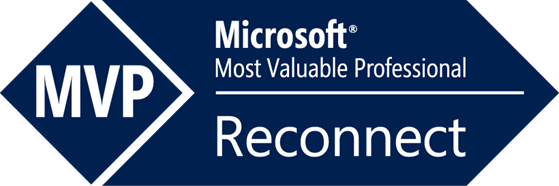 MVP
Microsoft®
Most Valuable Professional
Reconnect